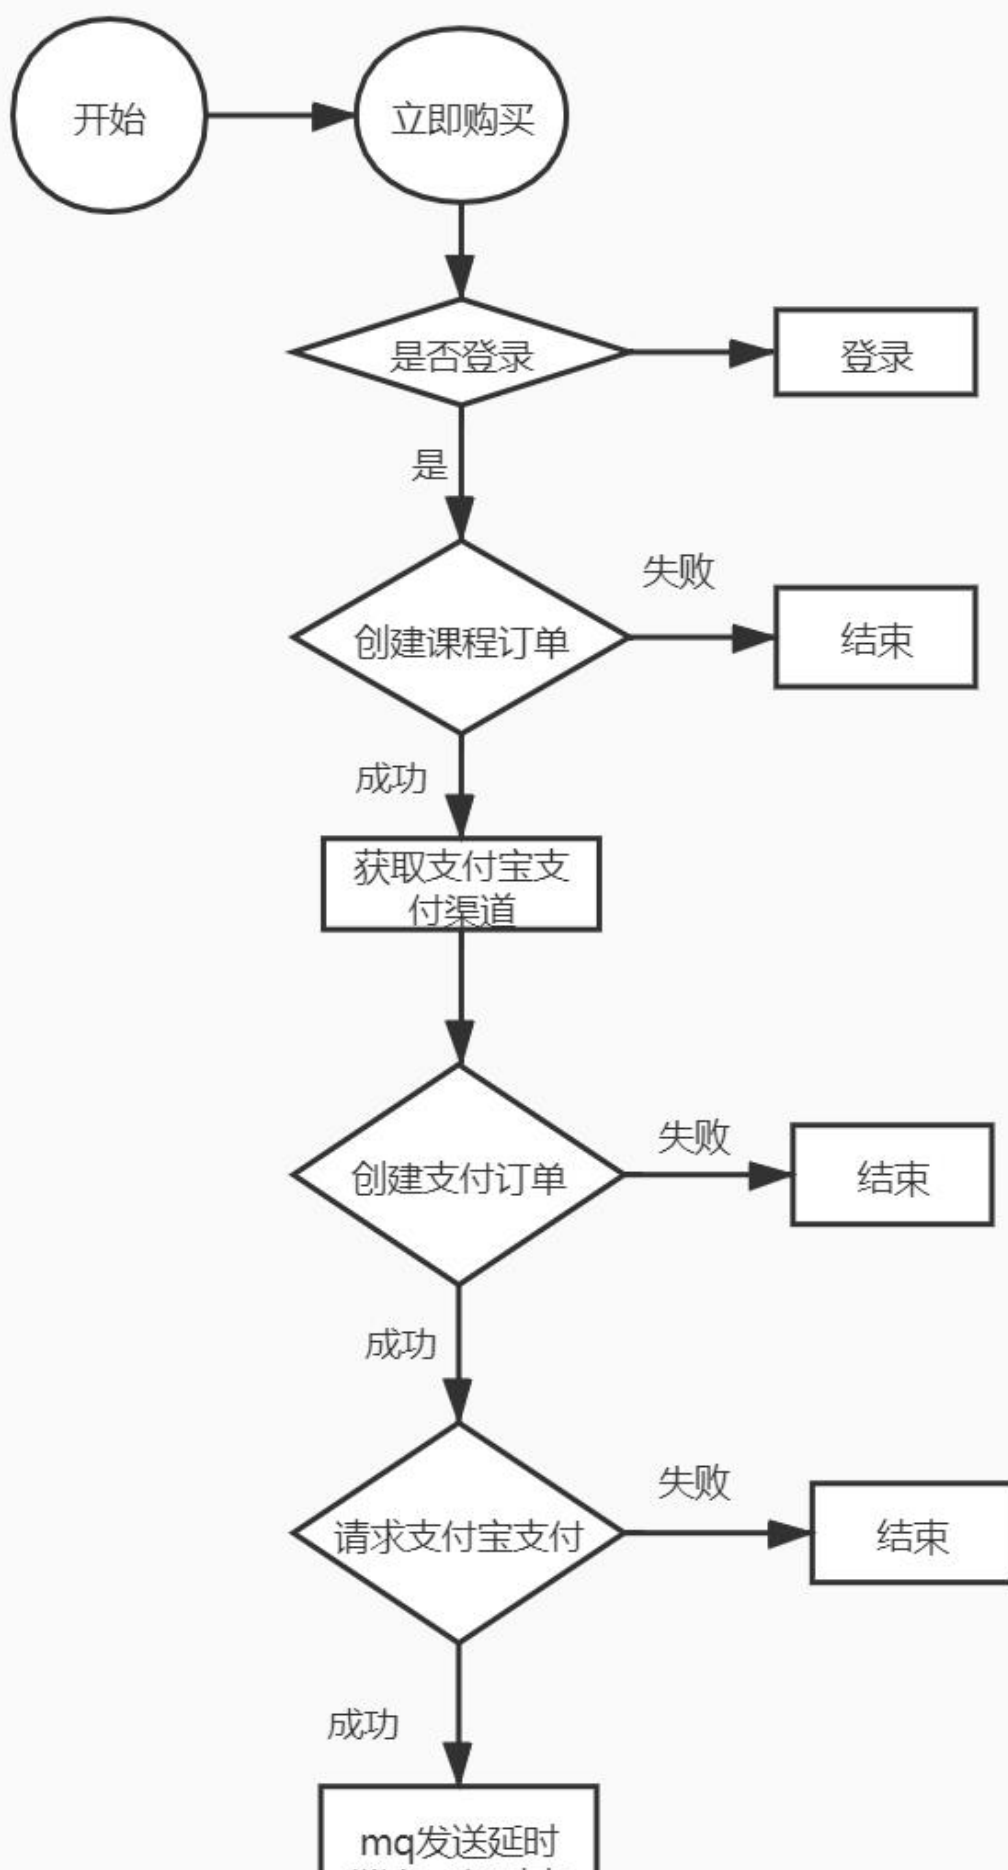 开始
立即购买
是否登录
登录
是
失败
创建课程订单
结束
成功
获取支付宝支
付渠道
失败
创建支付订单
结束
成功
失败
请求支付宝支付
结束
成功
mq发送延时